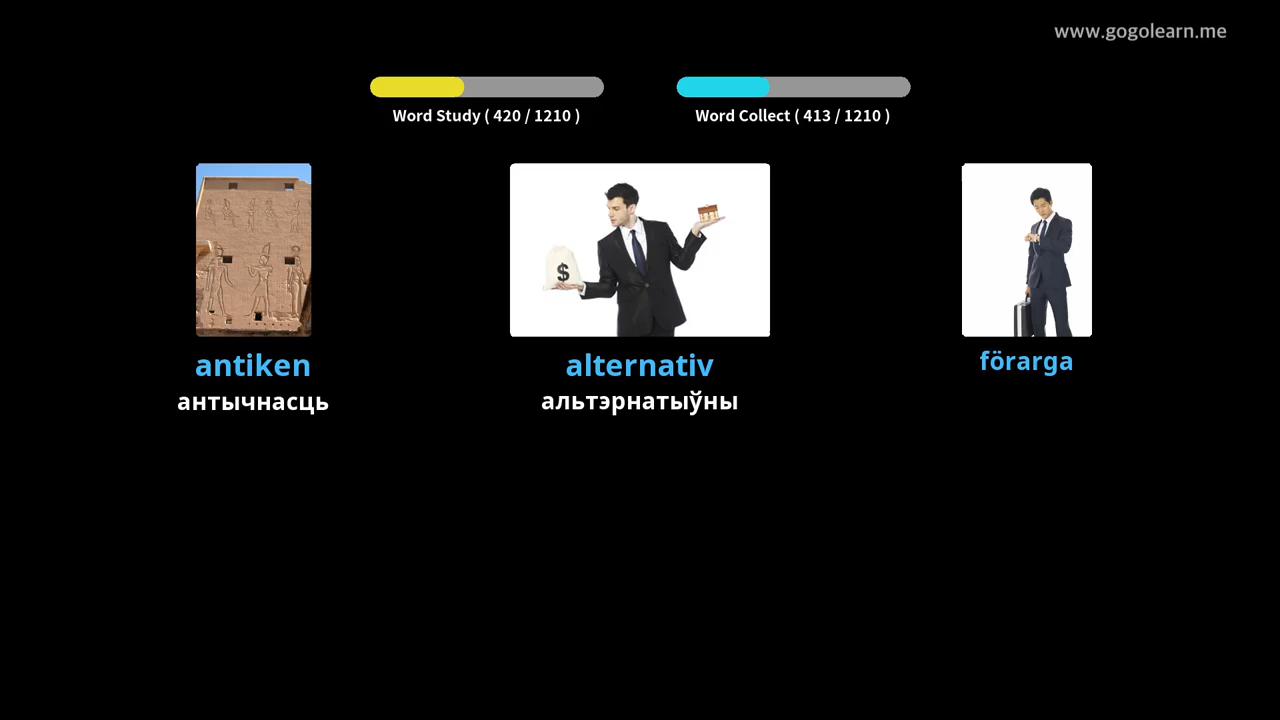 www.gogolearn.me
Word Study ( 420 / 1210 )
Word Collect ( 413 / 1210 )
$
antiken
антычнасць
alternativ
альтэрнатыўны
förarga